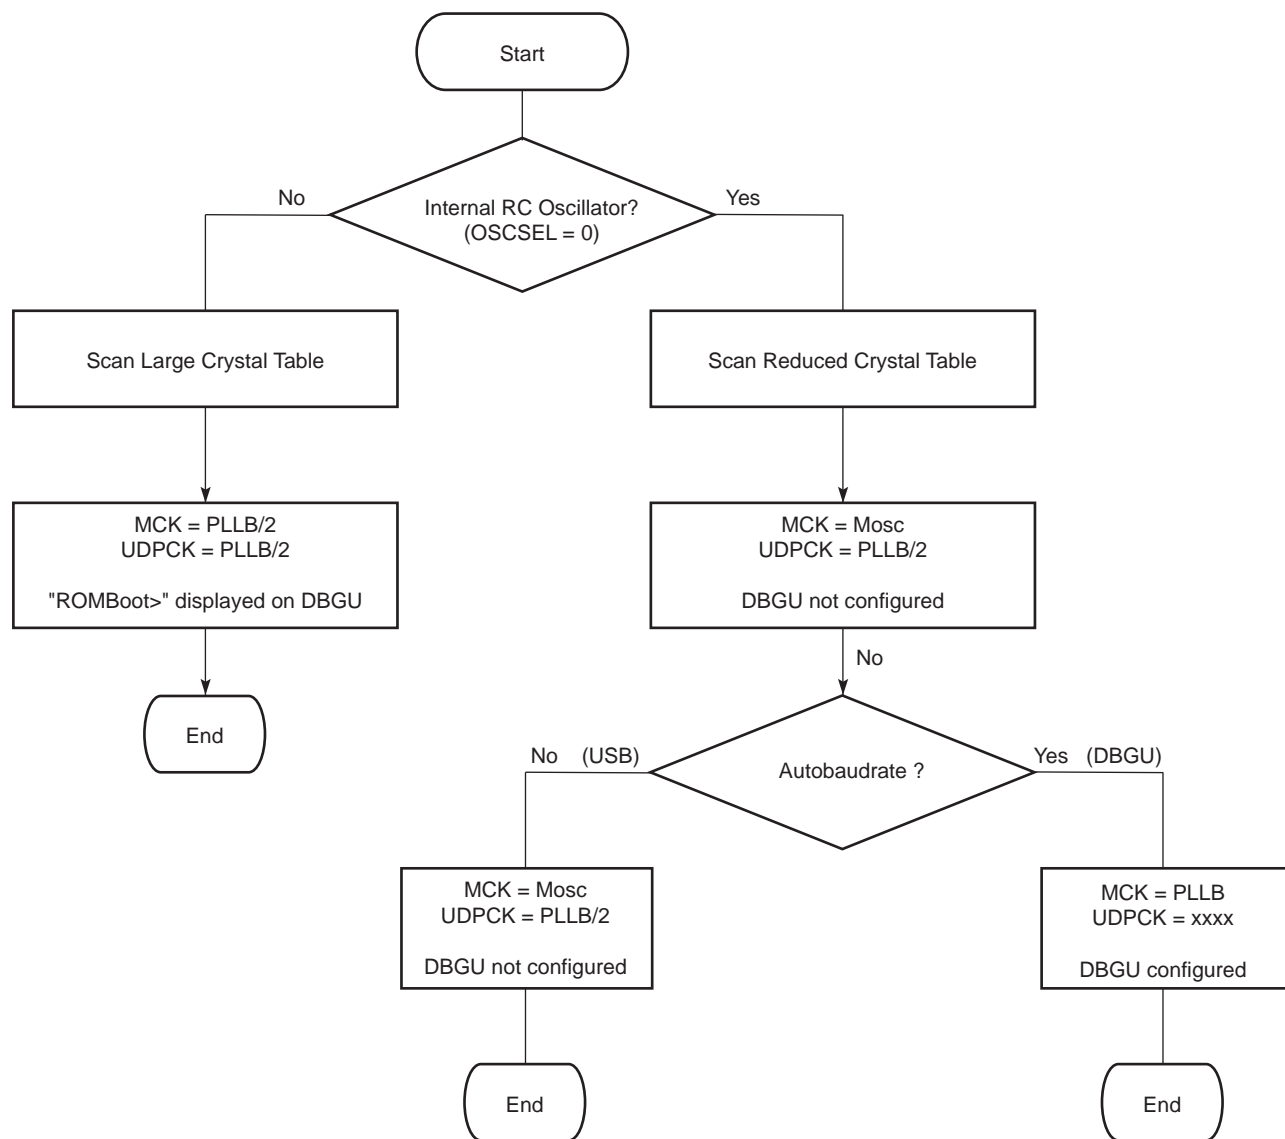 Start
No
Yes
Internal RC Oscillator?
(OSCSEL = 0)
Scan Large Crystal Table
Scan Reduced Crystal Table
MCK = PLLB/2
UDPCK = PLLB/2
"ROMBoot>" displayed on DBGU
MCK = Mosc
UDPCK = PLLB/2
DBGU not configured
No
End
No (USB)
Autobaudrate ?
Yes (DBGU)
MCK = Mosc
UDPCK = PLLB/2
DBGU not configured
MCK = PLLB
UDPCK = xxxx
DBGU configured
End
End